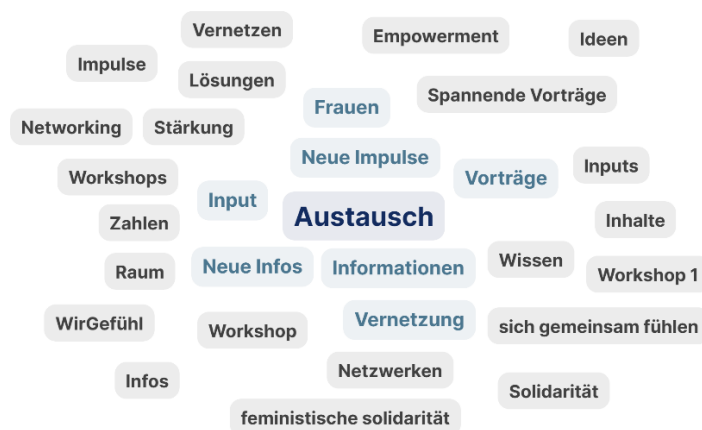 Vernetzen
Empowerment
Ideen
Impulse
Lösungen
Spannende Vorträge
Frauen
Networking
Stärkung
Neue Impulse
Inputs
Workshops
Vorträge
Input
Austausch
Zahlen
Inhalte
Wissen
Raum
Neue Infos
Informationen
Workshop 1
WirGefühl
Workshop
Vernetzung
sich gemeinsam fühlen
Netzwerken
Infos
Solidarität
feministische solidarität